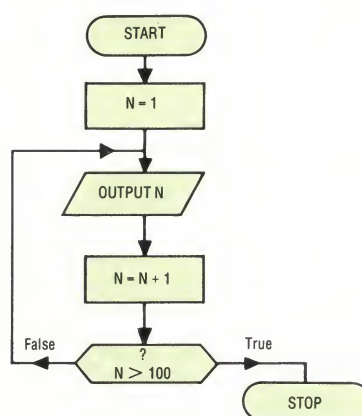 START
N = 1
OUTPUT N
N = N + 1
False
?
True
N > 100
STOP